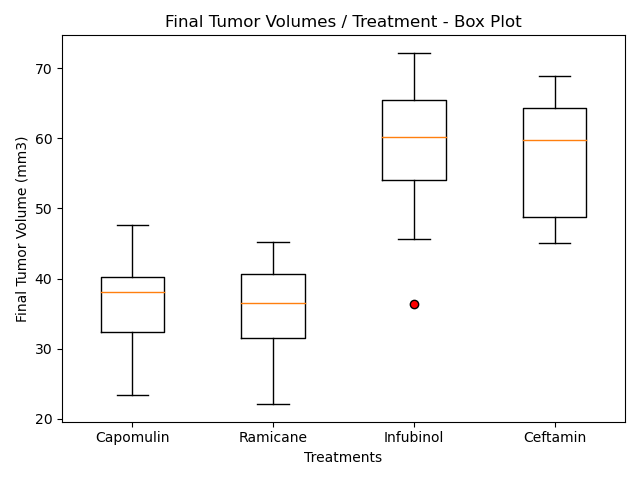 Final Tumor Volumes / Treatment - Box Plot
Final Tumor Volume (mm3)
70
60
50
40
30
20
Capomulin Ramicane Infubinol Ceftamin
Treatments